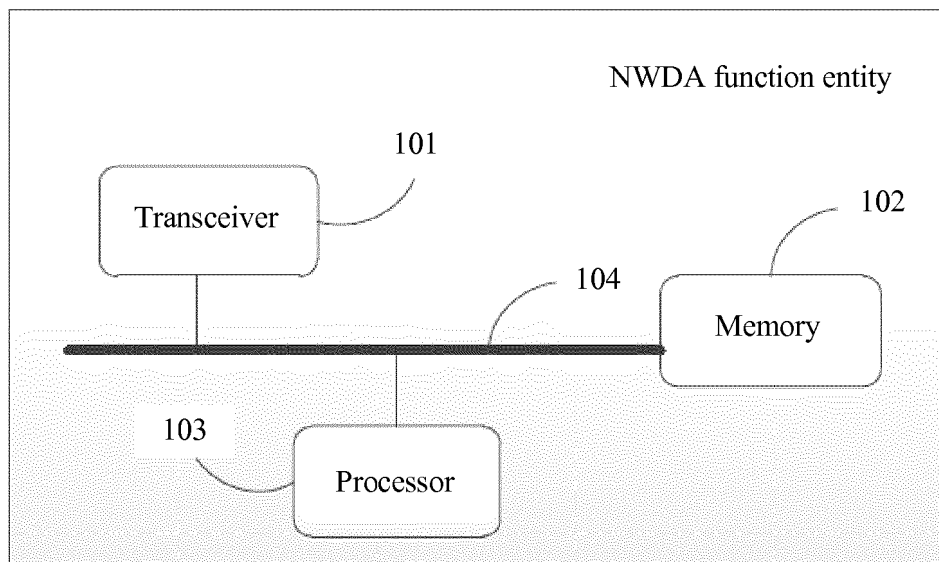 NWDA function entity
101
Transceiver
102
104
Memory
103
Processor